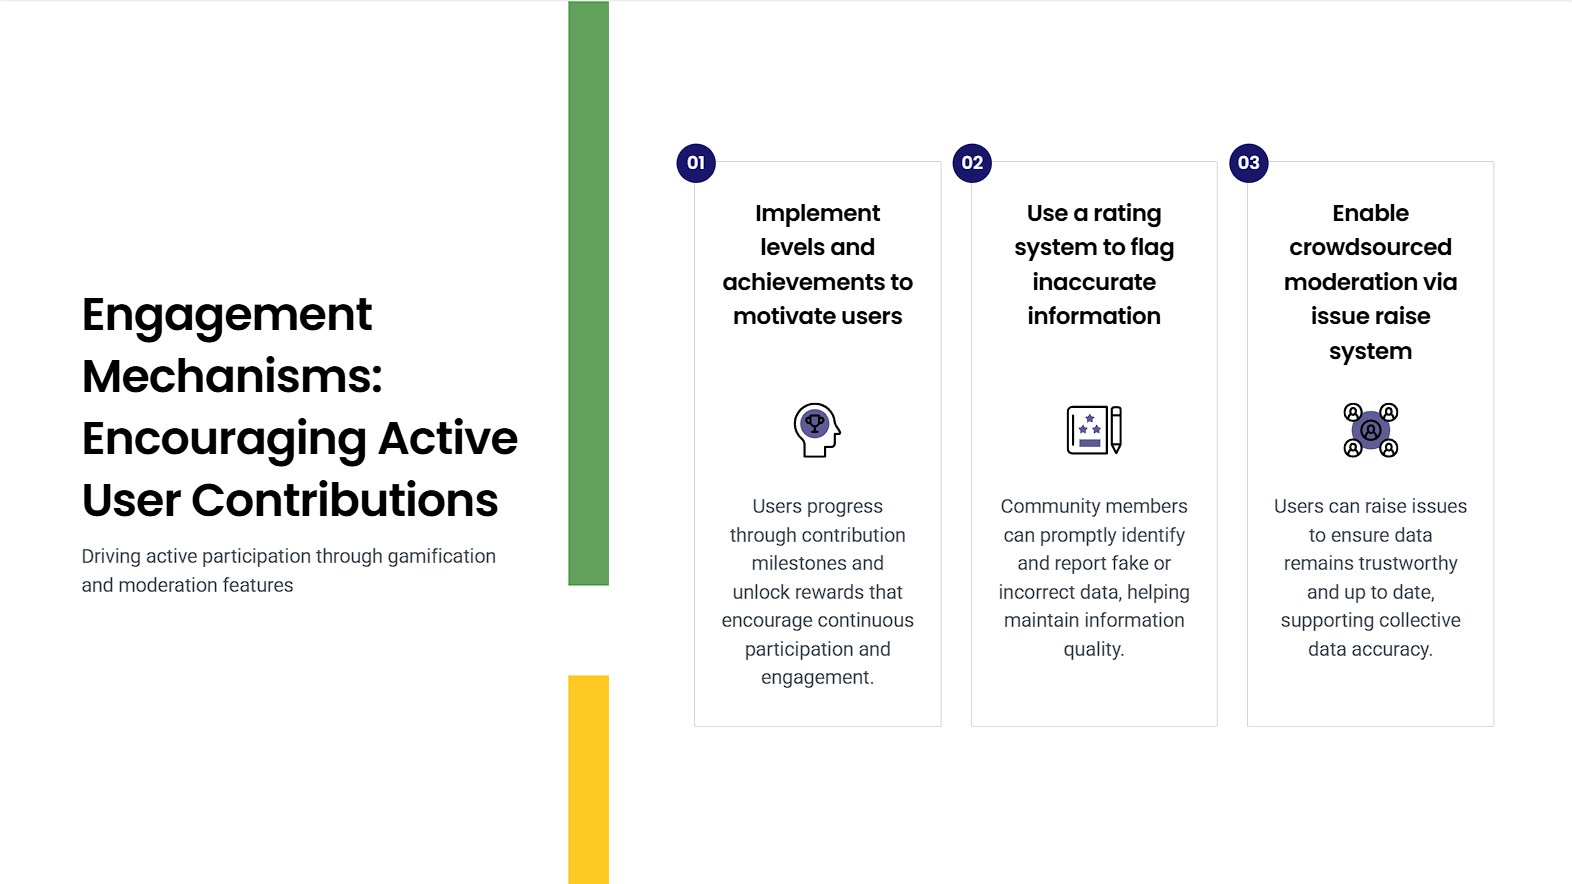 Engagement
Mechanisms:
Encouraging Active
User Contributions
Driving active participation through gamification
and moderation features
01
Implement
levels and
achievements to
motivate users
Users progress
through contribution
milestones and
unlock rewards that
encourage continuous
participation and
engagement.
02
Use a rating
system to flag
inaccurate
information
Community members
can promptly identify
and report fake or
incorrect data, helping
maintain information
quality.
03
Enable
crowdsourced
moderation via
issue raise
system
Users can raise issues
to ensure data
remains trustworthy
and up to date,
supporting collective
data accuracy.